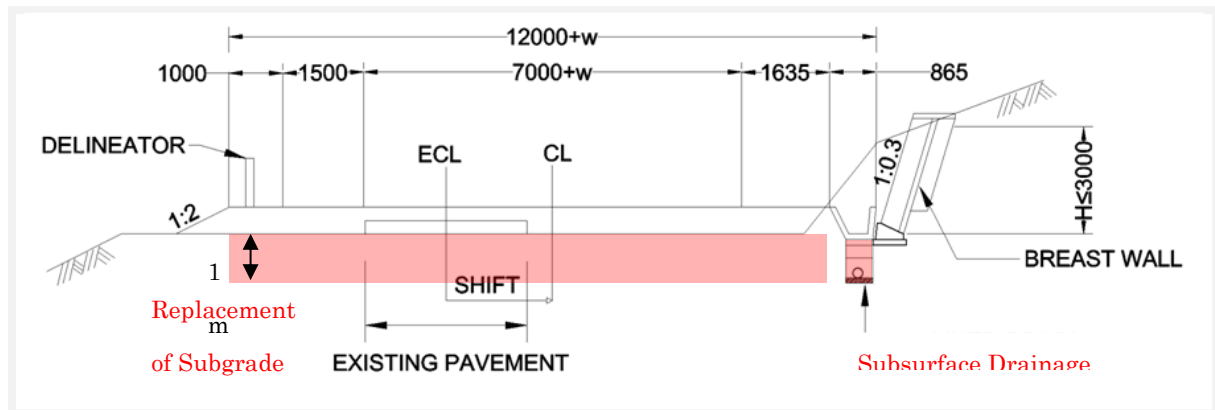 12000+w
1000
1500
7000+w
1635
865
DELINEATOR
ECL
CL
1:0.3
H≤3000
1:2
BREAST WALL
1
m
SHIFT
Replacement
of Subgrade
EXISTING PAVEMENT
Subsurface Drainage